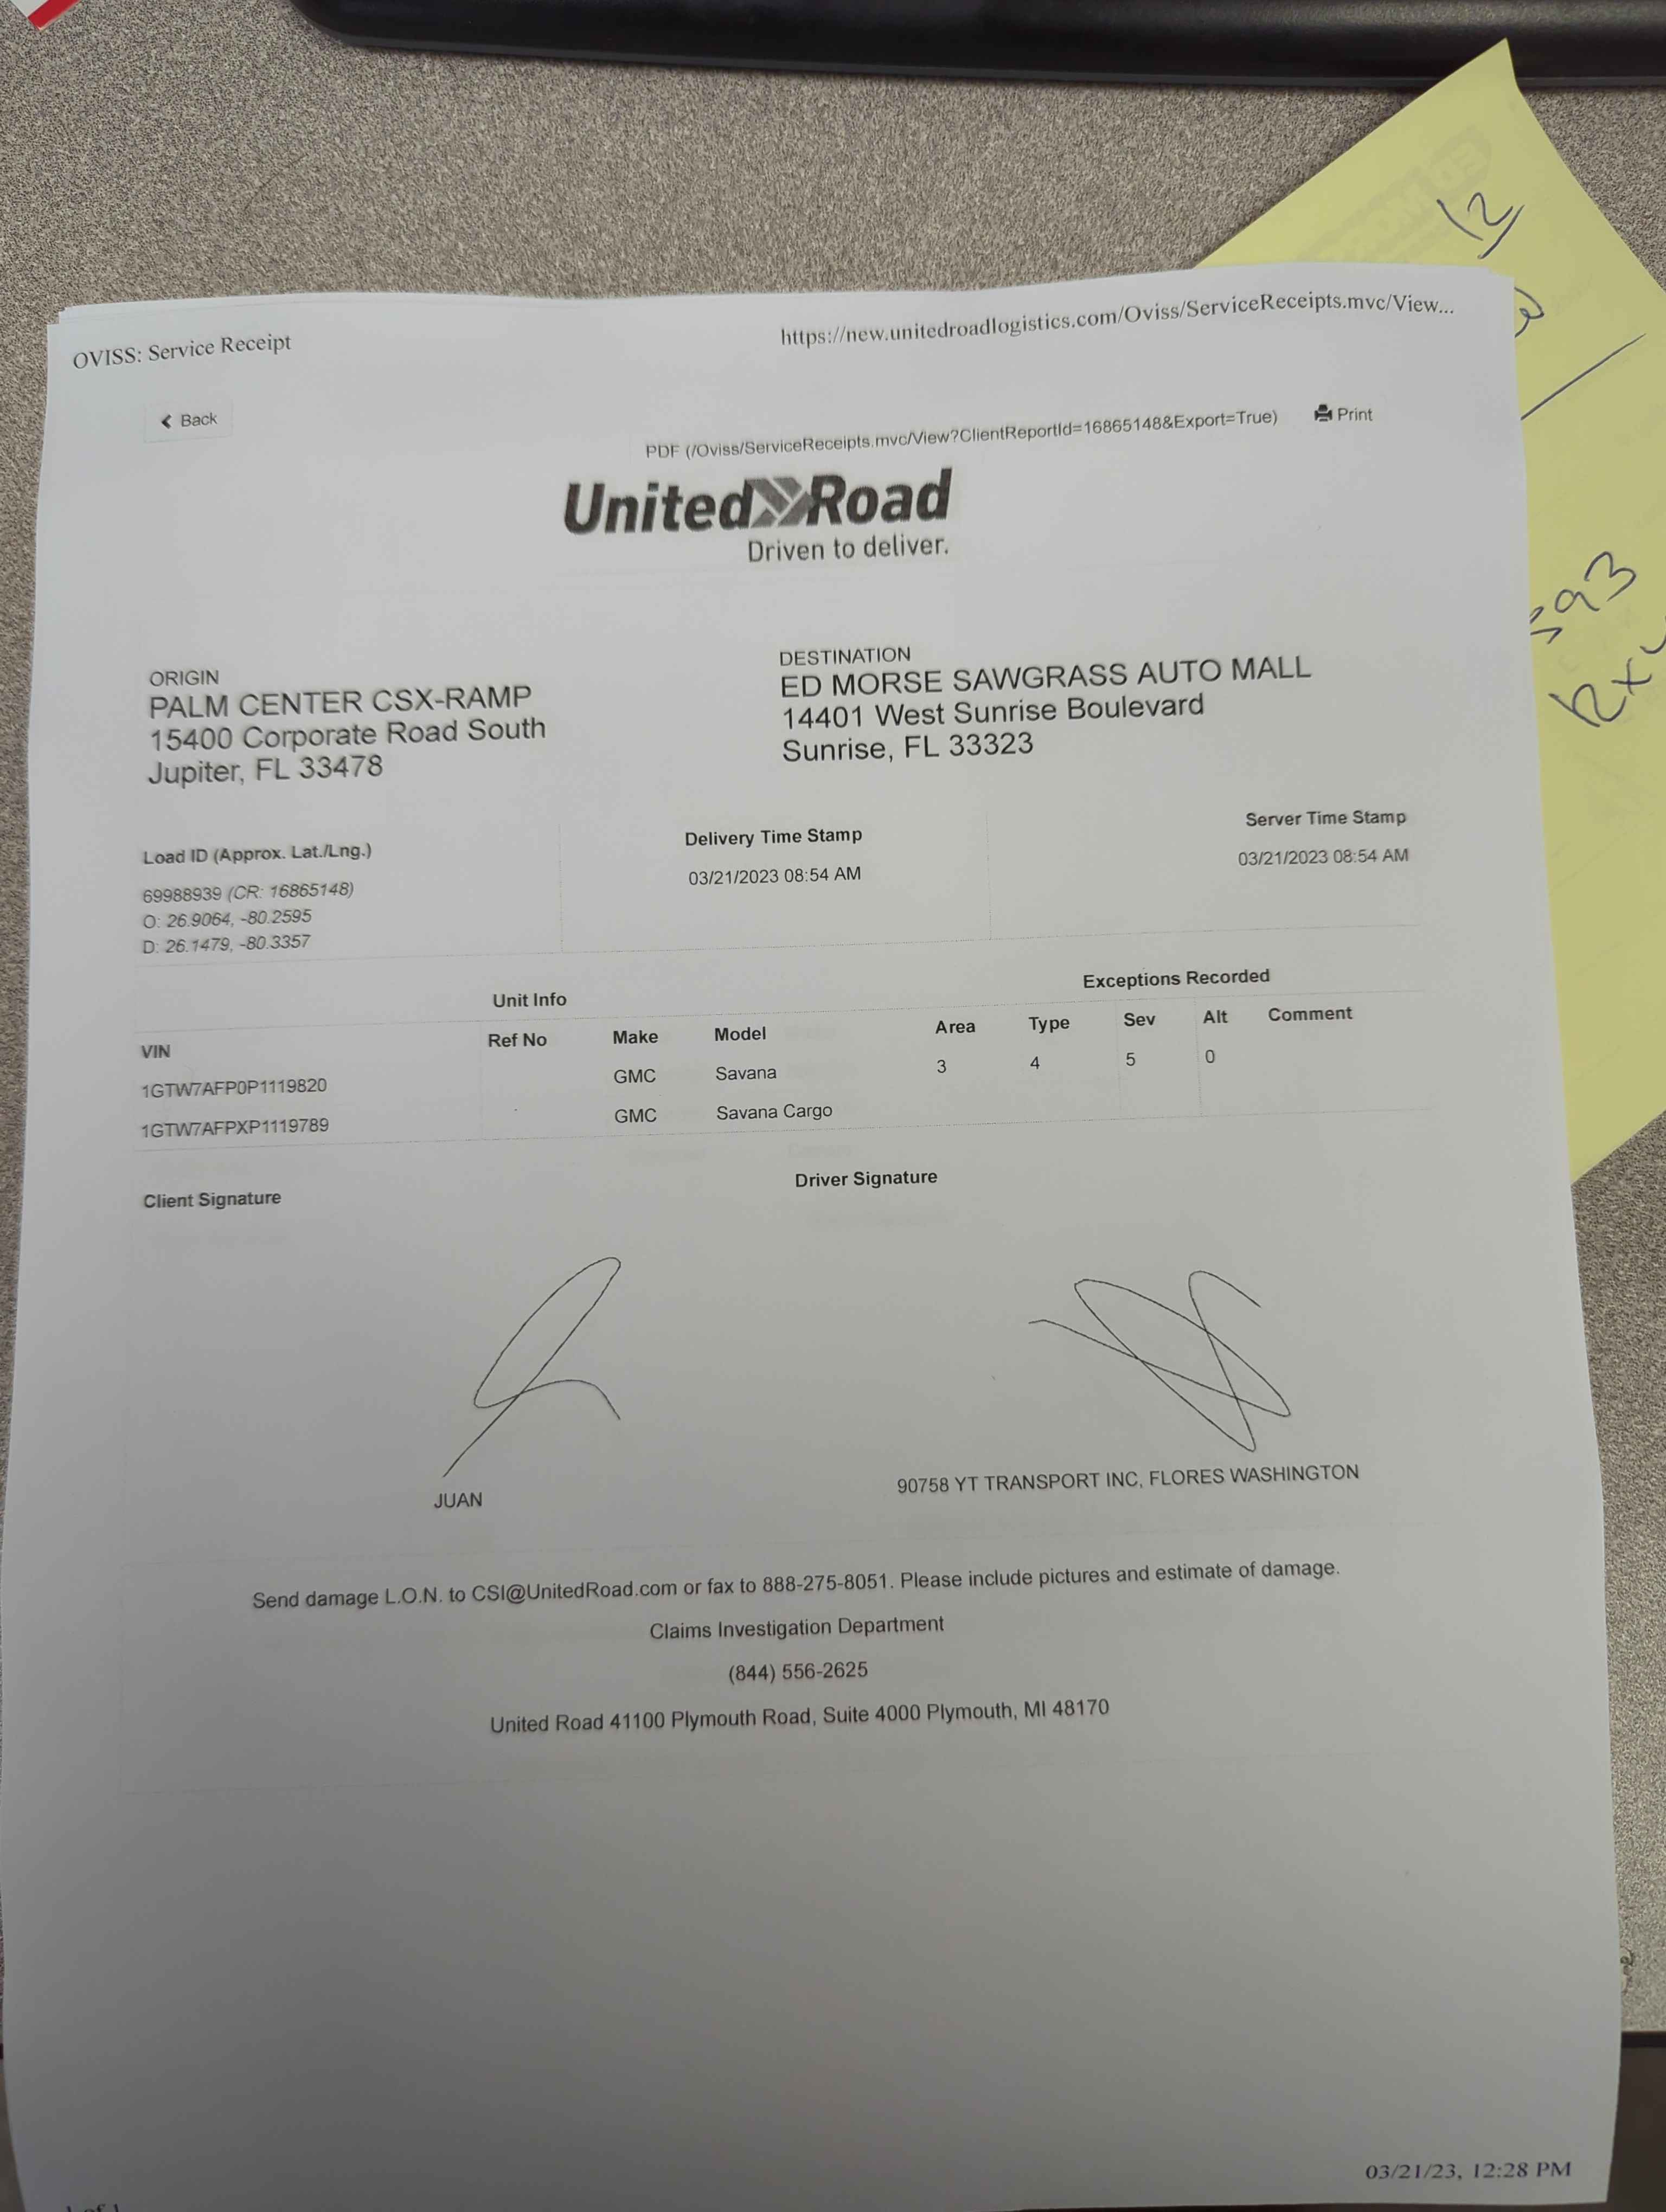 OVISS: Service Receipt
https://new.unitedroadlogistics.com/Oviss/ServiceReceipts.mvc/View...
Back
PDF (/Oviss/ServiceReceipts.mvc/View?ClientReportId=16865148&Export=True)
Print
United Road
Driven to deliver.
ORIGIN
PALM CENTER CSX-RAMP
15400 Corporate Road South
Jupiter, FL 33478
DESTINATION
ED MORSE SAWGRASS AUTO MALL
14401 West Sunrise Boulevard
Sunrise, FL 33323
Load ID (Approx. Lat./Lng.)
69988939 (CR: 16865148)
O: 26.9064, -80.2595
D: 26.1479, -80.3357
Delivery Time Stamp
03/21/2023 08:54 AM
Server Time Stamp
03/21/2023 08:54 AM
Unit Info Exceptions Recorded
VIN Ref No Make Model Area Type Sev Alt Comment
1GTW7AFP0P1119820 GMC Savana 3 4 5 0
1GTW7AFPXP1119789 GMC Savana Cargo
Client Signature
Driver Signature
JUAN
90758 YT TRANSPORT INC, FLORES WASHINGTON
Send damage L.O.N. to CSI@UnitedRoad.com or fax to 888-275-8051. Please include pictures and estimate of damage.
Claims Investigation Department
(844) 556-2625
United Road 41100 Plymouth Road, Suite 4000 Plymouth, MI 48170
03/21/23, 12:28 PM
12
593